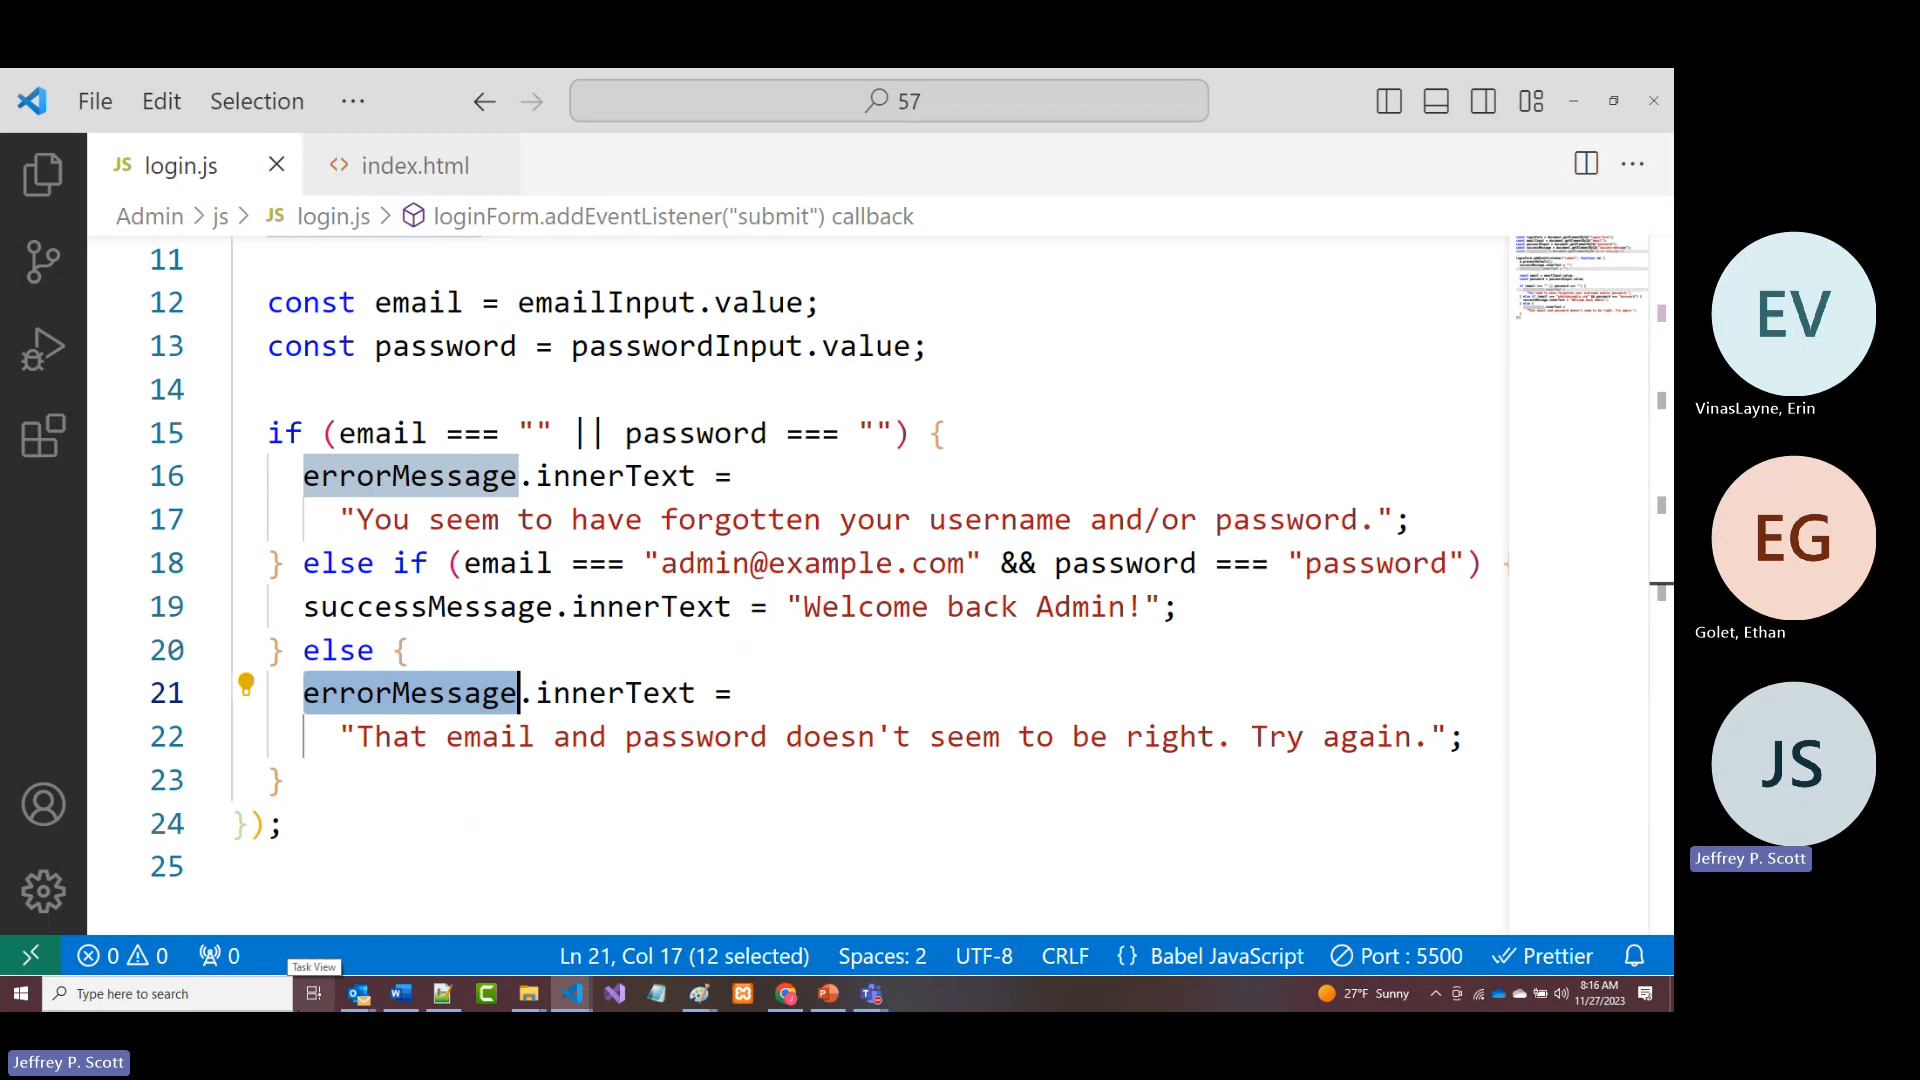 File Edit Selection ··· 57
JS login.js index.html
Admin > js > JS login.js > loginForm.addEventListener("submit") callback
11
12 const email = emailInput.value;
13 const password = passwordInput.value;
14
15 if (email === "" || password === "") {
16 errorMessage.innerText =
17 "You seem to have forgotten your username and/or password.";
18 } else if (email === "admin@example.com" && password === "password") {
19 successMessage.innerText = "Welcome back Admin!";
20 } else {
21 errorMessage.innerText =
22 "That email and password doesn't seem to be right. Try again.";
23 }
24 });
25
0 0 0 Ln 21, Col 17 (12 selected) Spaces: 2 UTF-8 CRLF {} Babel JavaScript Port : 5500 Prettier
Task View
Type here to search 27°F Sunny 8:16 AM
11/27/2023
EV
VinasLayne, Erin
EG
Golet, Ethan
JS
Jeffrey P. Scott
Jeffrey P. Scott